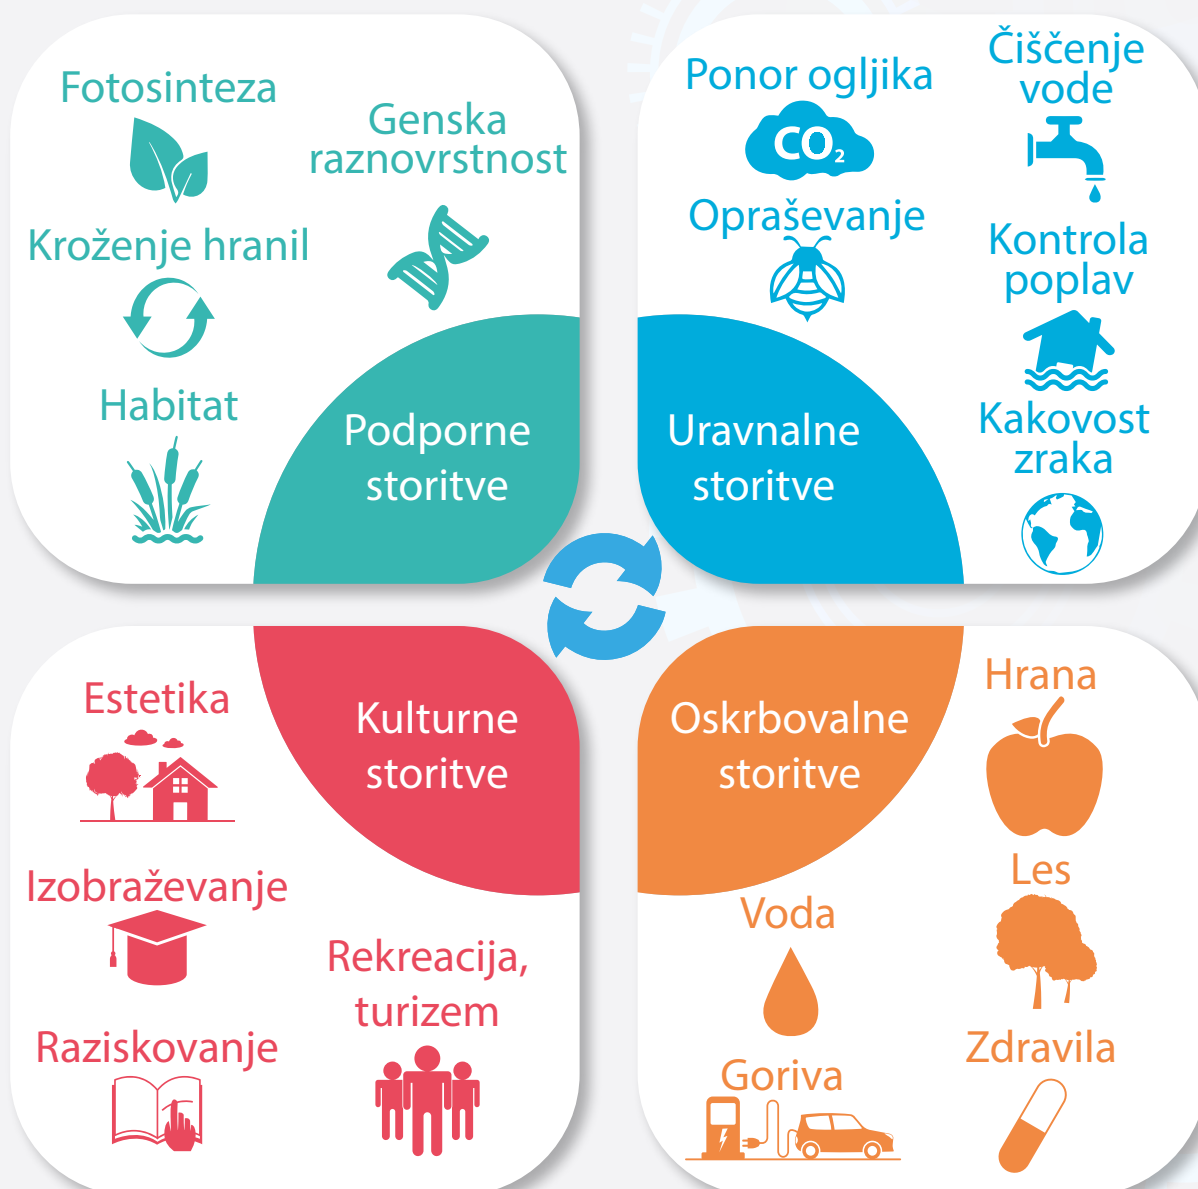 Fotosinteza
Genska
raznovrstnost
Kroženje hranil
Habitat
Podporne
storitve
Ponor ogljika
CO₂
Čiščenje
vode
Opraševanje
Kontrola
poplav
Kakovost
zraka
Uravnalne
storitve
Estetika
Kulturne
storitve
Izobraževanje
Rekreacija,
turizem
Raziskovanje
Oskrbovalne
storitve
Hrana
Les
Voda
Zdravila
Goriva